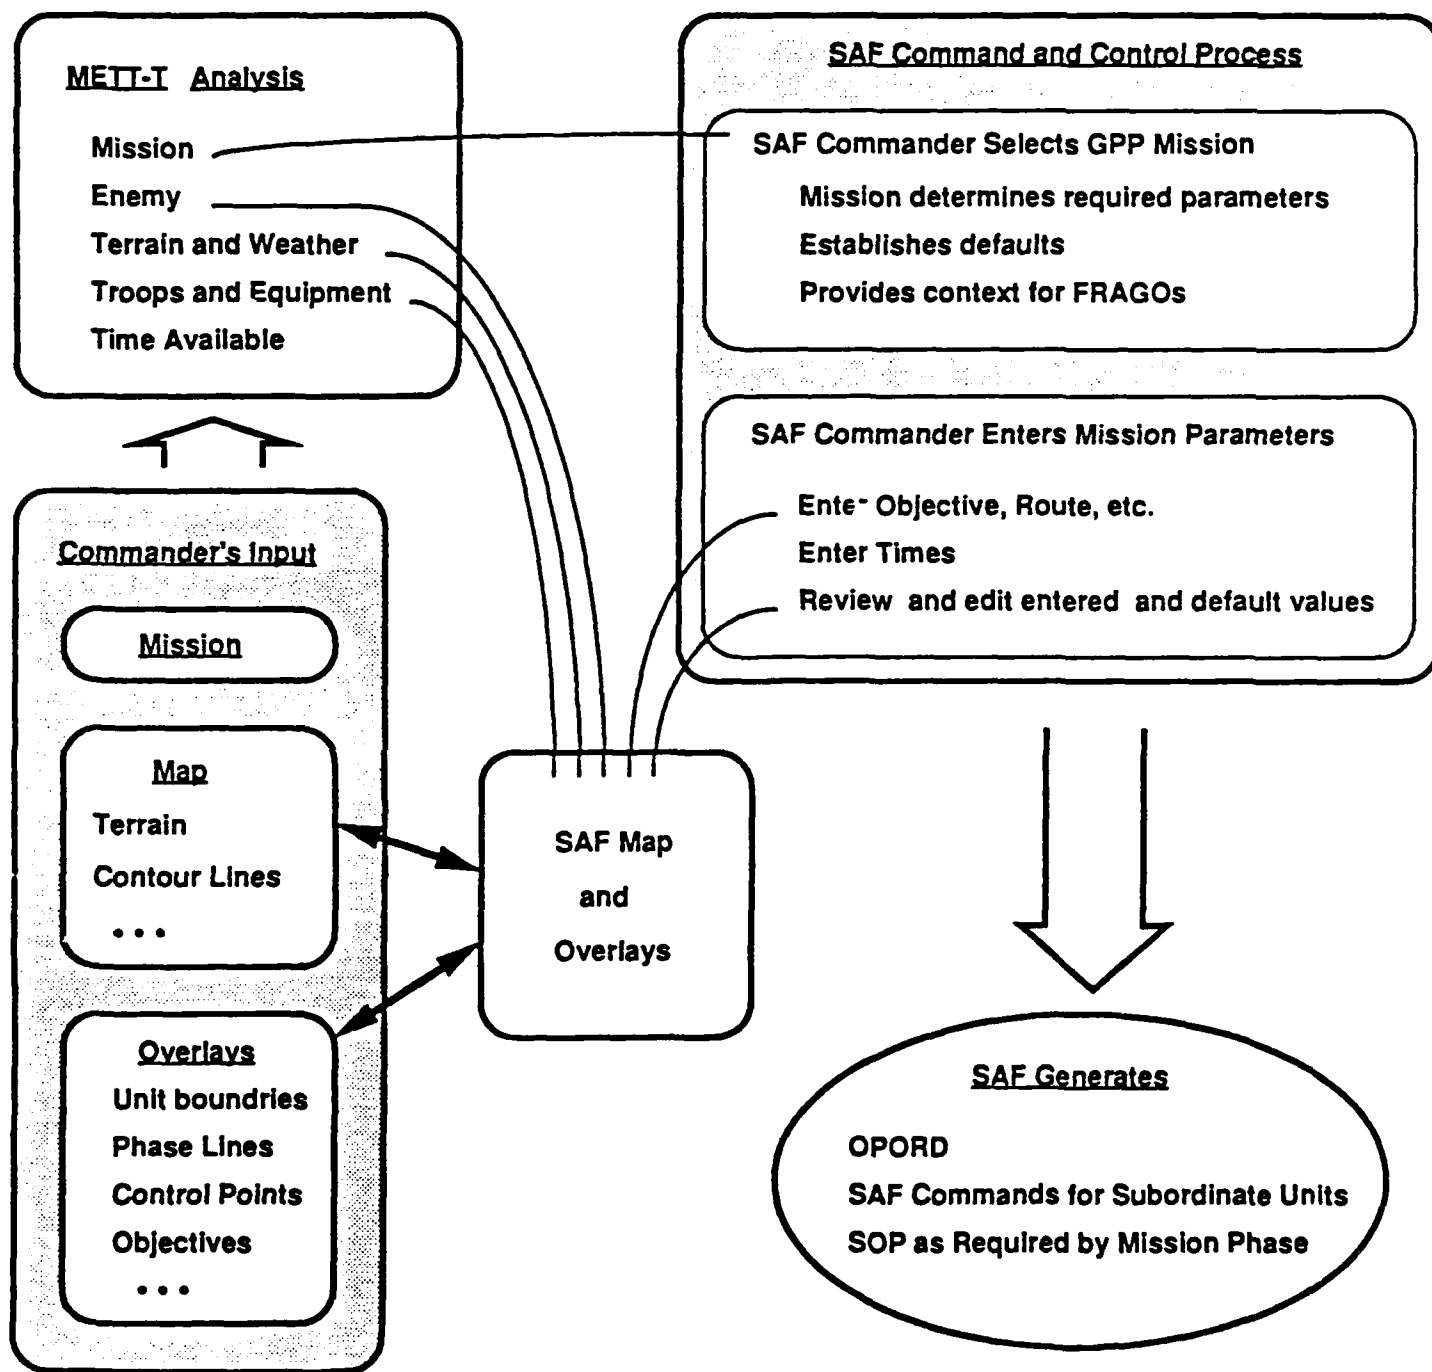 METT-T Analysis
Mission
Enemy
Terrain and Weather
Troops and Equipment
Time Available
SAF Command and Control Process
SAF Commander Selects GPP Mission
Mission determines required parameters
Establishes defaults
Provides context for FRAGOs
SAF Commander Enters Mission Parameters
Enter Objective, Route, etc.
Enter Times
Review and edit entered and default values
Commander's Input
Mission
Map
Terrain
Contour Lines
• • •
Overlays
Unit boundries
Phase Lines
Control Points
Objectives
• • •
SAF Map
and
Overlays
SAF Generates
OPORD
SAF Commands for Subordinate Units
SOP as Required by Mission Phase